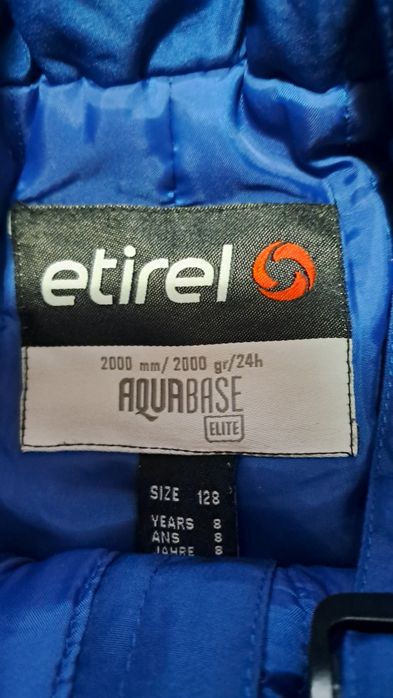 etirel
2000 mm/ 2000 gr/24h
AQUABASE
ELITE
SIZE 128
YEARS 8
ANS 8
JAHRE 8